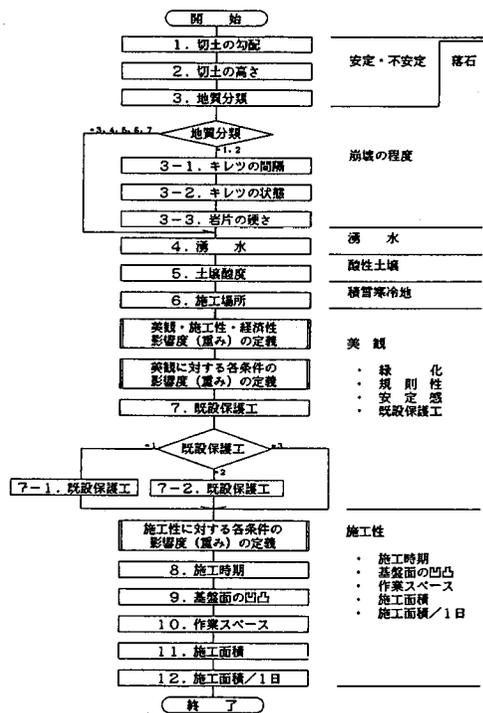 開 始
1. 切土の勾配
2. 切土の高さ
3. 地質分類
安定・不安定
落石
地質分類
=3, 4, 5, 6, 7
=1, 2
3-1. キレツの間隔
3-2. キレツの状態
3-3. 岩片の硬さ
崩壊の程度
4. 湧 水
湧 水
5. 土壌酸度
酸性土壌
6. 施工場所
積雪寒冷地
美観・施工性・経済性
影響度(重み)の定義
美観に対する各条件の
影響度(重み)の定義
7. 既設保護工
美 観
・ 緑 化
・ 規 則 性
・ 安 定 感
・ 既設保護工
既設保護工
=1
=2
=3
7-1. 既設保護工
7-2. 既設保護工
施工性に対する各条件の
影響度(重み)の定義
8. 施工時期
9. 基盤面の凹凸
10. 作業スペース
11. 施工面積
12. 施工面積/1日
施工性
・ 施工時期
・ 基盤面の凹凸
・ 作業スペース
・ 施工面積
・ 施工面積/1日
終 了